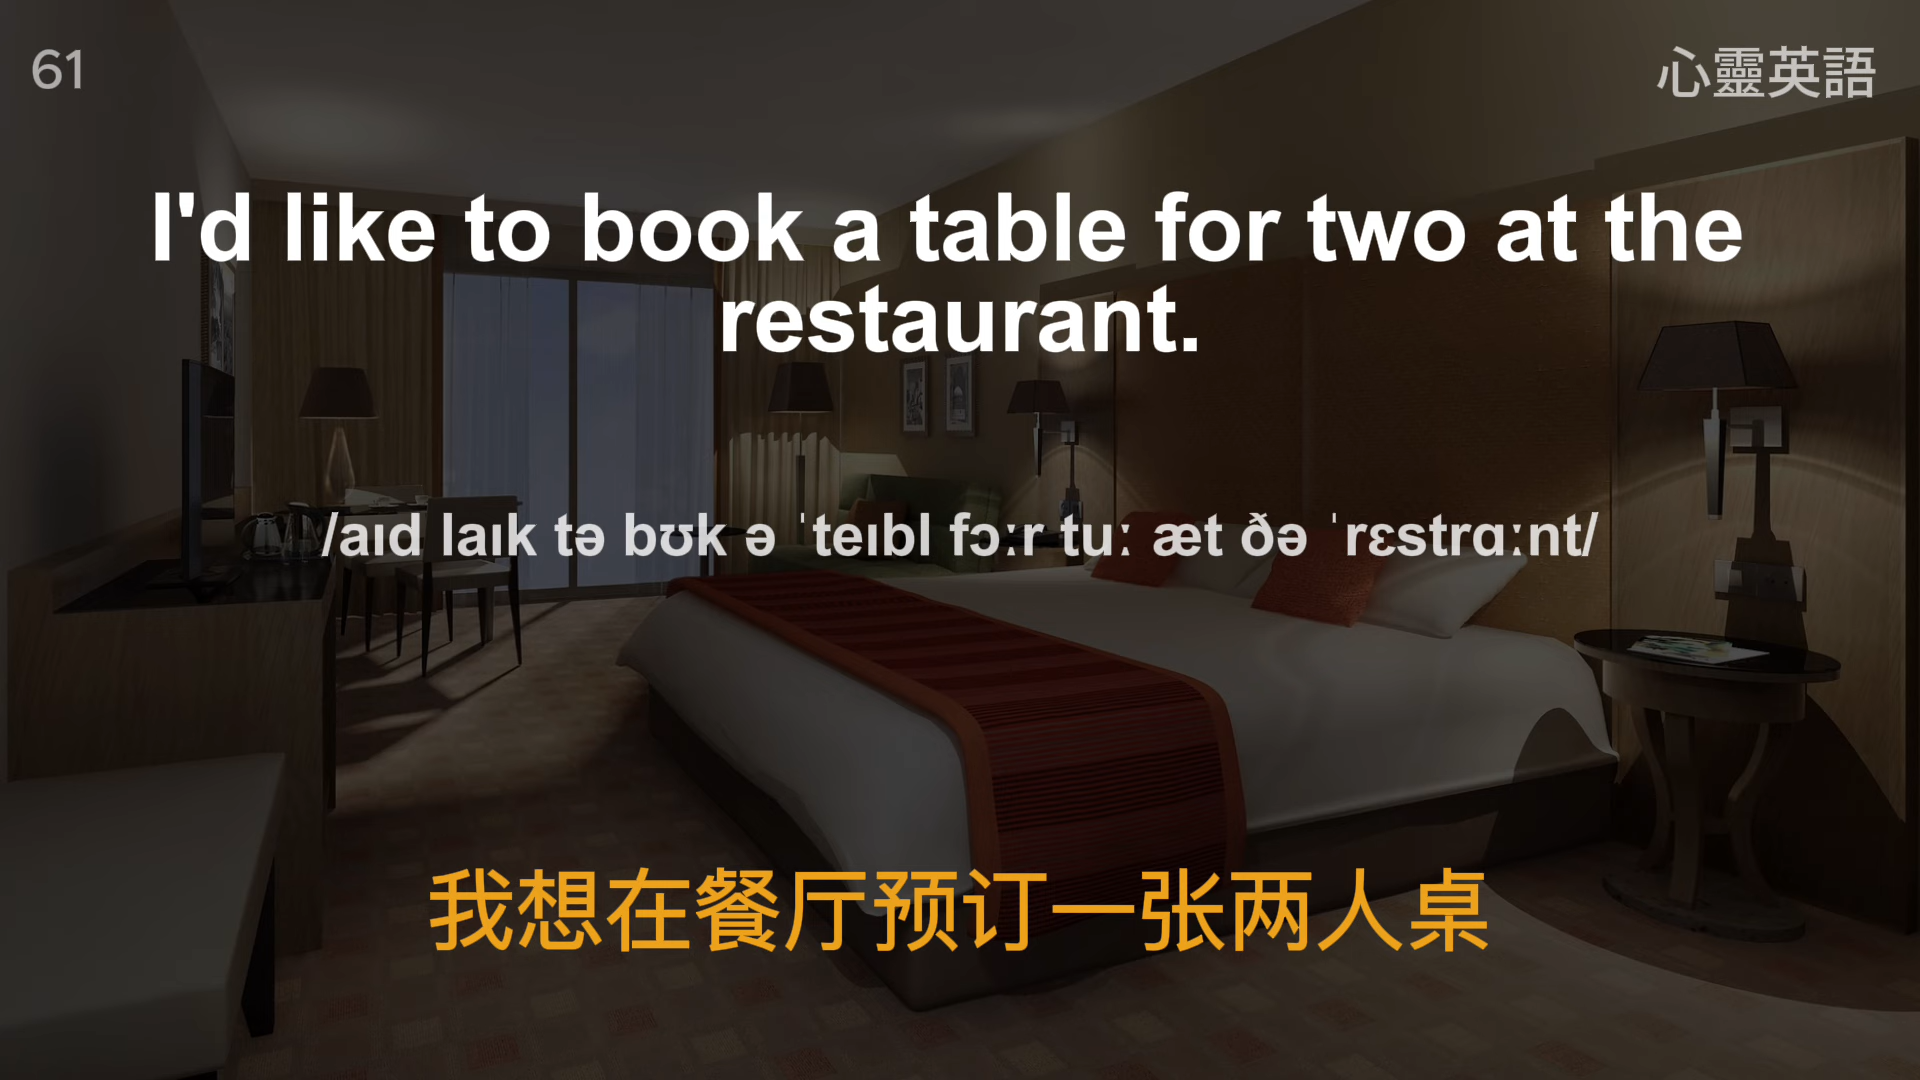 61
心靈英語
I'd like to book a table for two at the
restaurant.
/aɪd laɪk tə bʊk ə ˈteɪbl fɔːr tuː æt ðə ˈrɛstrɑːnt/
我想在餐厅预订一张两人桌